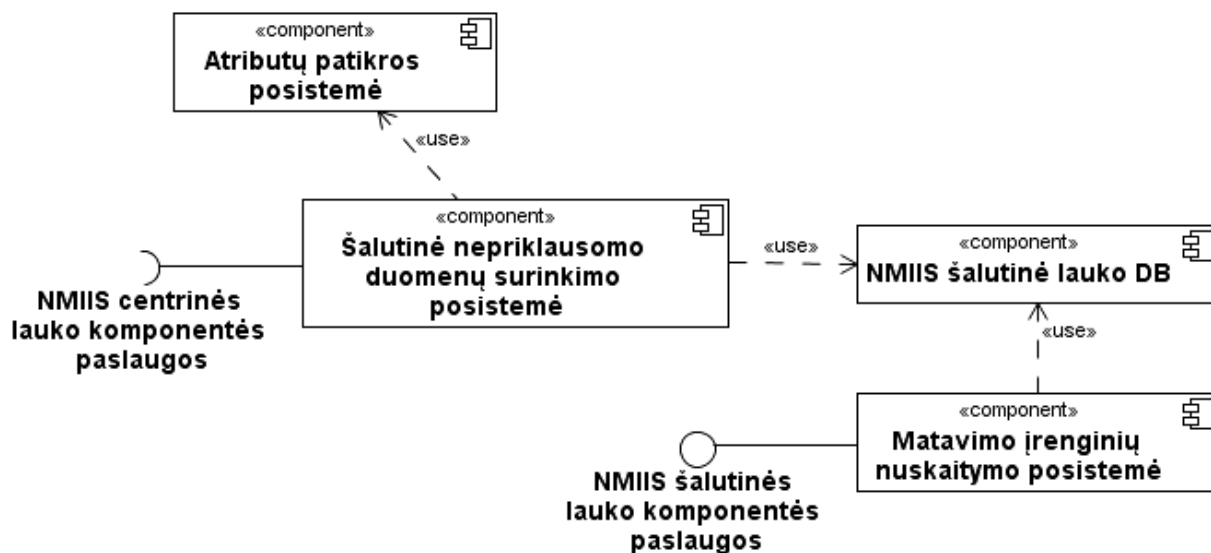 «component»
Atributų patikros
posistemė
«use»
«component»
Šalutinė nepriklausomo
duomenų surinkimo
posistemė
«use»
«component»
NMIIS šalutinė lauko DB
NMIIS centrinės
lauko komponentės
paslaugos
«use»
«component»
Matavimo įrenginių
nuskaitymo posistemė
NMIIS šalutinės
lauko komponentės
paslaugos